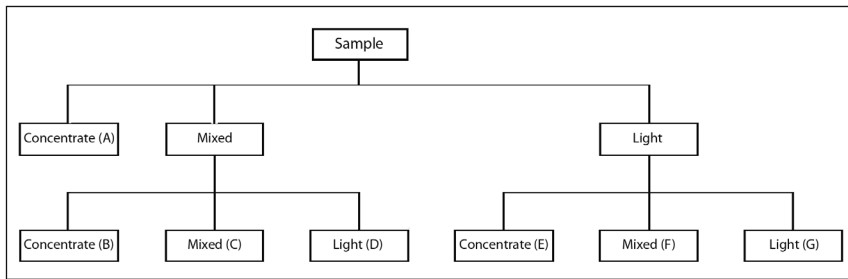 Sample
Concentrate (A)
Mixed
Light
Concentrate (B)
Mixed (C)
Light (D)
Concentrate (E)
Mixed (F)
Light (G)